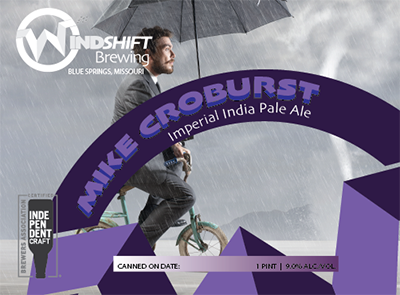 WINDSHIFT
Brewing
BLUE SPRINGS, MISSOURI
MIKE CROBURST
Imperial India Pale Ale
BREWERS ASSOCIATION
CERTIFIED
INDE
PEN
DENT
CRAFT
CANNED ON DATE:
1 PINT | 9.0% ALC/VOL